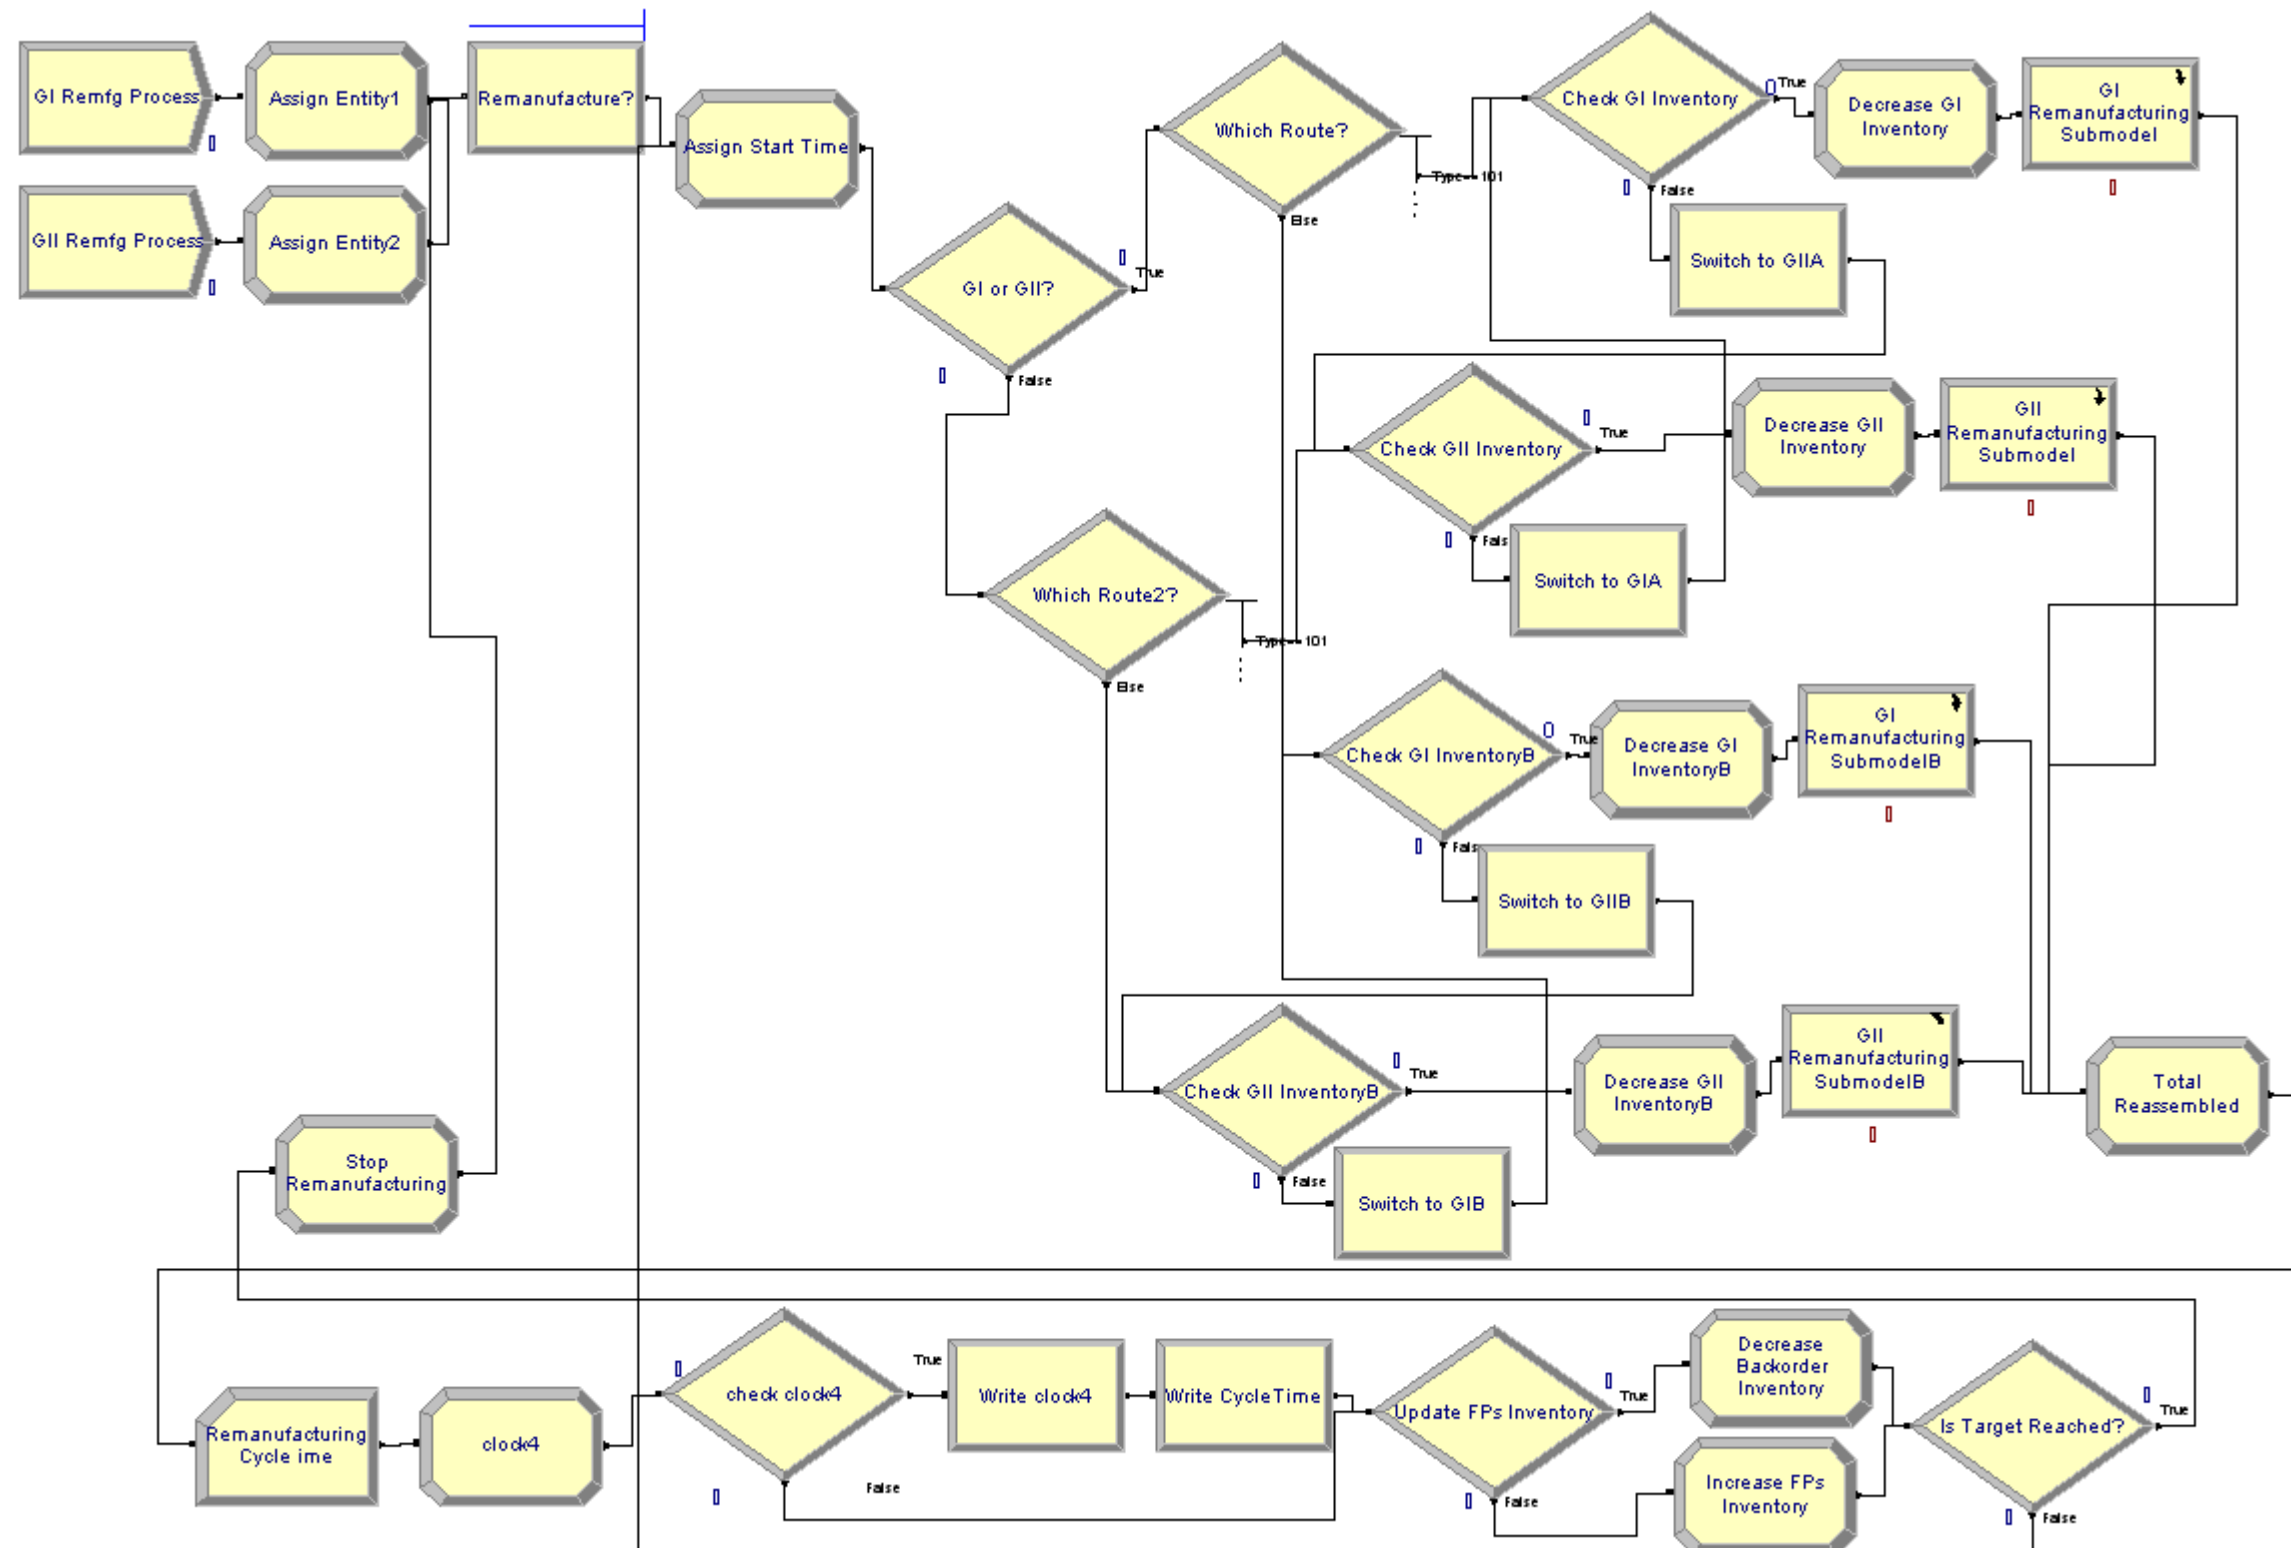 GI Remfg Process
Assign Entity1
Remanufacture?
Assign Start Time
GII Remfg Process
Assign Entity2
GI or GII?
True
False
Which Route?
Type == 101
Else
Check GI Inventory
True
False
Decrease GI
Inventory
GI
Remanufacturing
Submodel
Switch to GIIA
Check GII Inventory
True
Fals
Decrease GII
Inventory
GII
Remanufacturing
Submodel
Switch to GIA
Which Route2?
Type == 101
Else
Check GI InventoryB
True
Fals
Decrease GI
InventoryB
GI
Remanufacturing
SubmodelB
Switch to GIIB
Check GII InventoryB
True
False
Decrease GII
InventoryB
GII
Remanufacturing
SubmodelB
Total
Reassembled
Switch to GIB
Stop
Remanufacturing
Remanufacturing
Cycle ime
clock4
check clock4
True
False
Write clock4
Write CycleTime
Update FPs Inventory
True
False
Decrease
Backorder
Inventory
Increase FPs
Inventory
Is Target Reached?
True
False